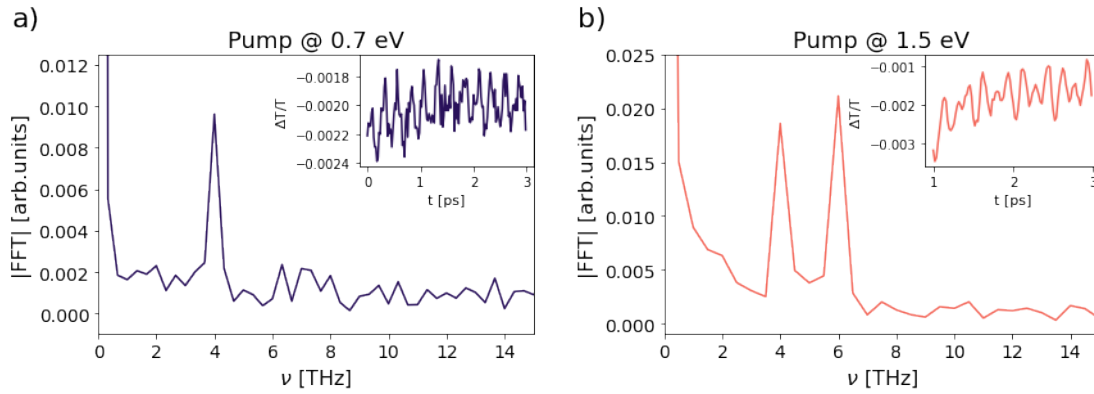 a)
Pump @ 0.7 eV
|FFT| [arb.units]
0.012
0.010
0.008
0.006
0.004
0.002
0.000
0 2 4 6 8 10 12 14
ν [THz]
ΔT/T
−0.0018
−0.0020
−0.0022
−0.0024
0 1 2 3
t [ps]
b)
Pump @ 1.5 eV
|FFT| [arb.units]
0.025
0.020
0.015
0.010
0.005
0.000
0 2 4 6 8 10 12 14
ν [THz]
ΔT/T
−0.001
−0.002
−0.003
1 2 3
t [ps]